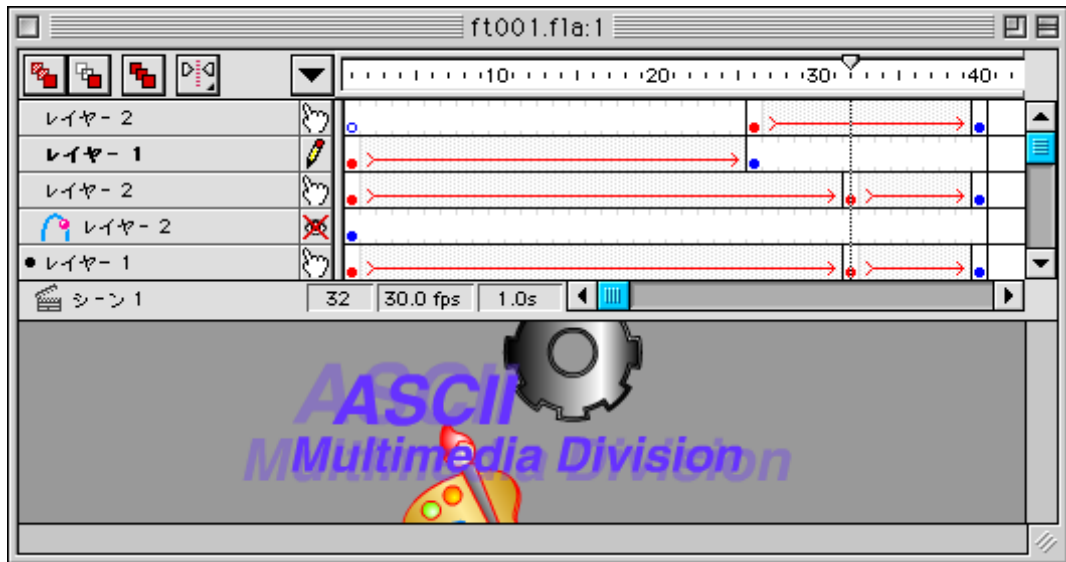 ft001.fla:1
10 20 30 40
レイヤー 2
レイヤー 1
レイヤー 2
レイヤー 2
レイヤー 1
シーン 1 32 30.0 fps 1.0s
ASCII
Multimedia Division